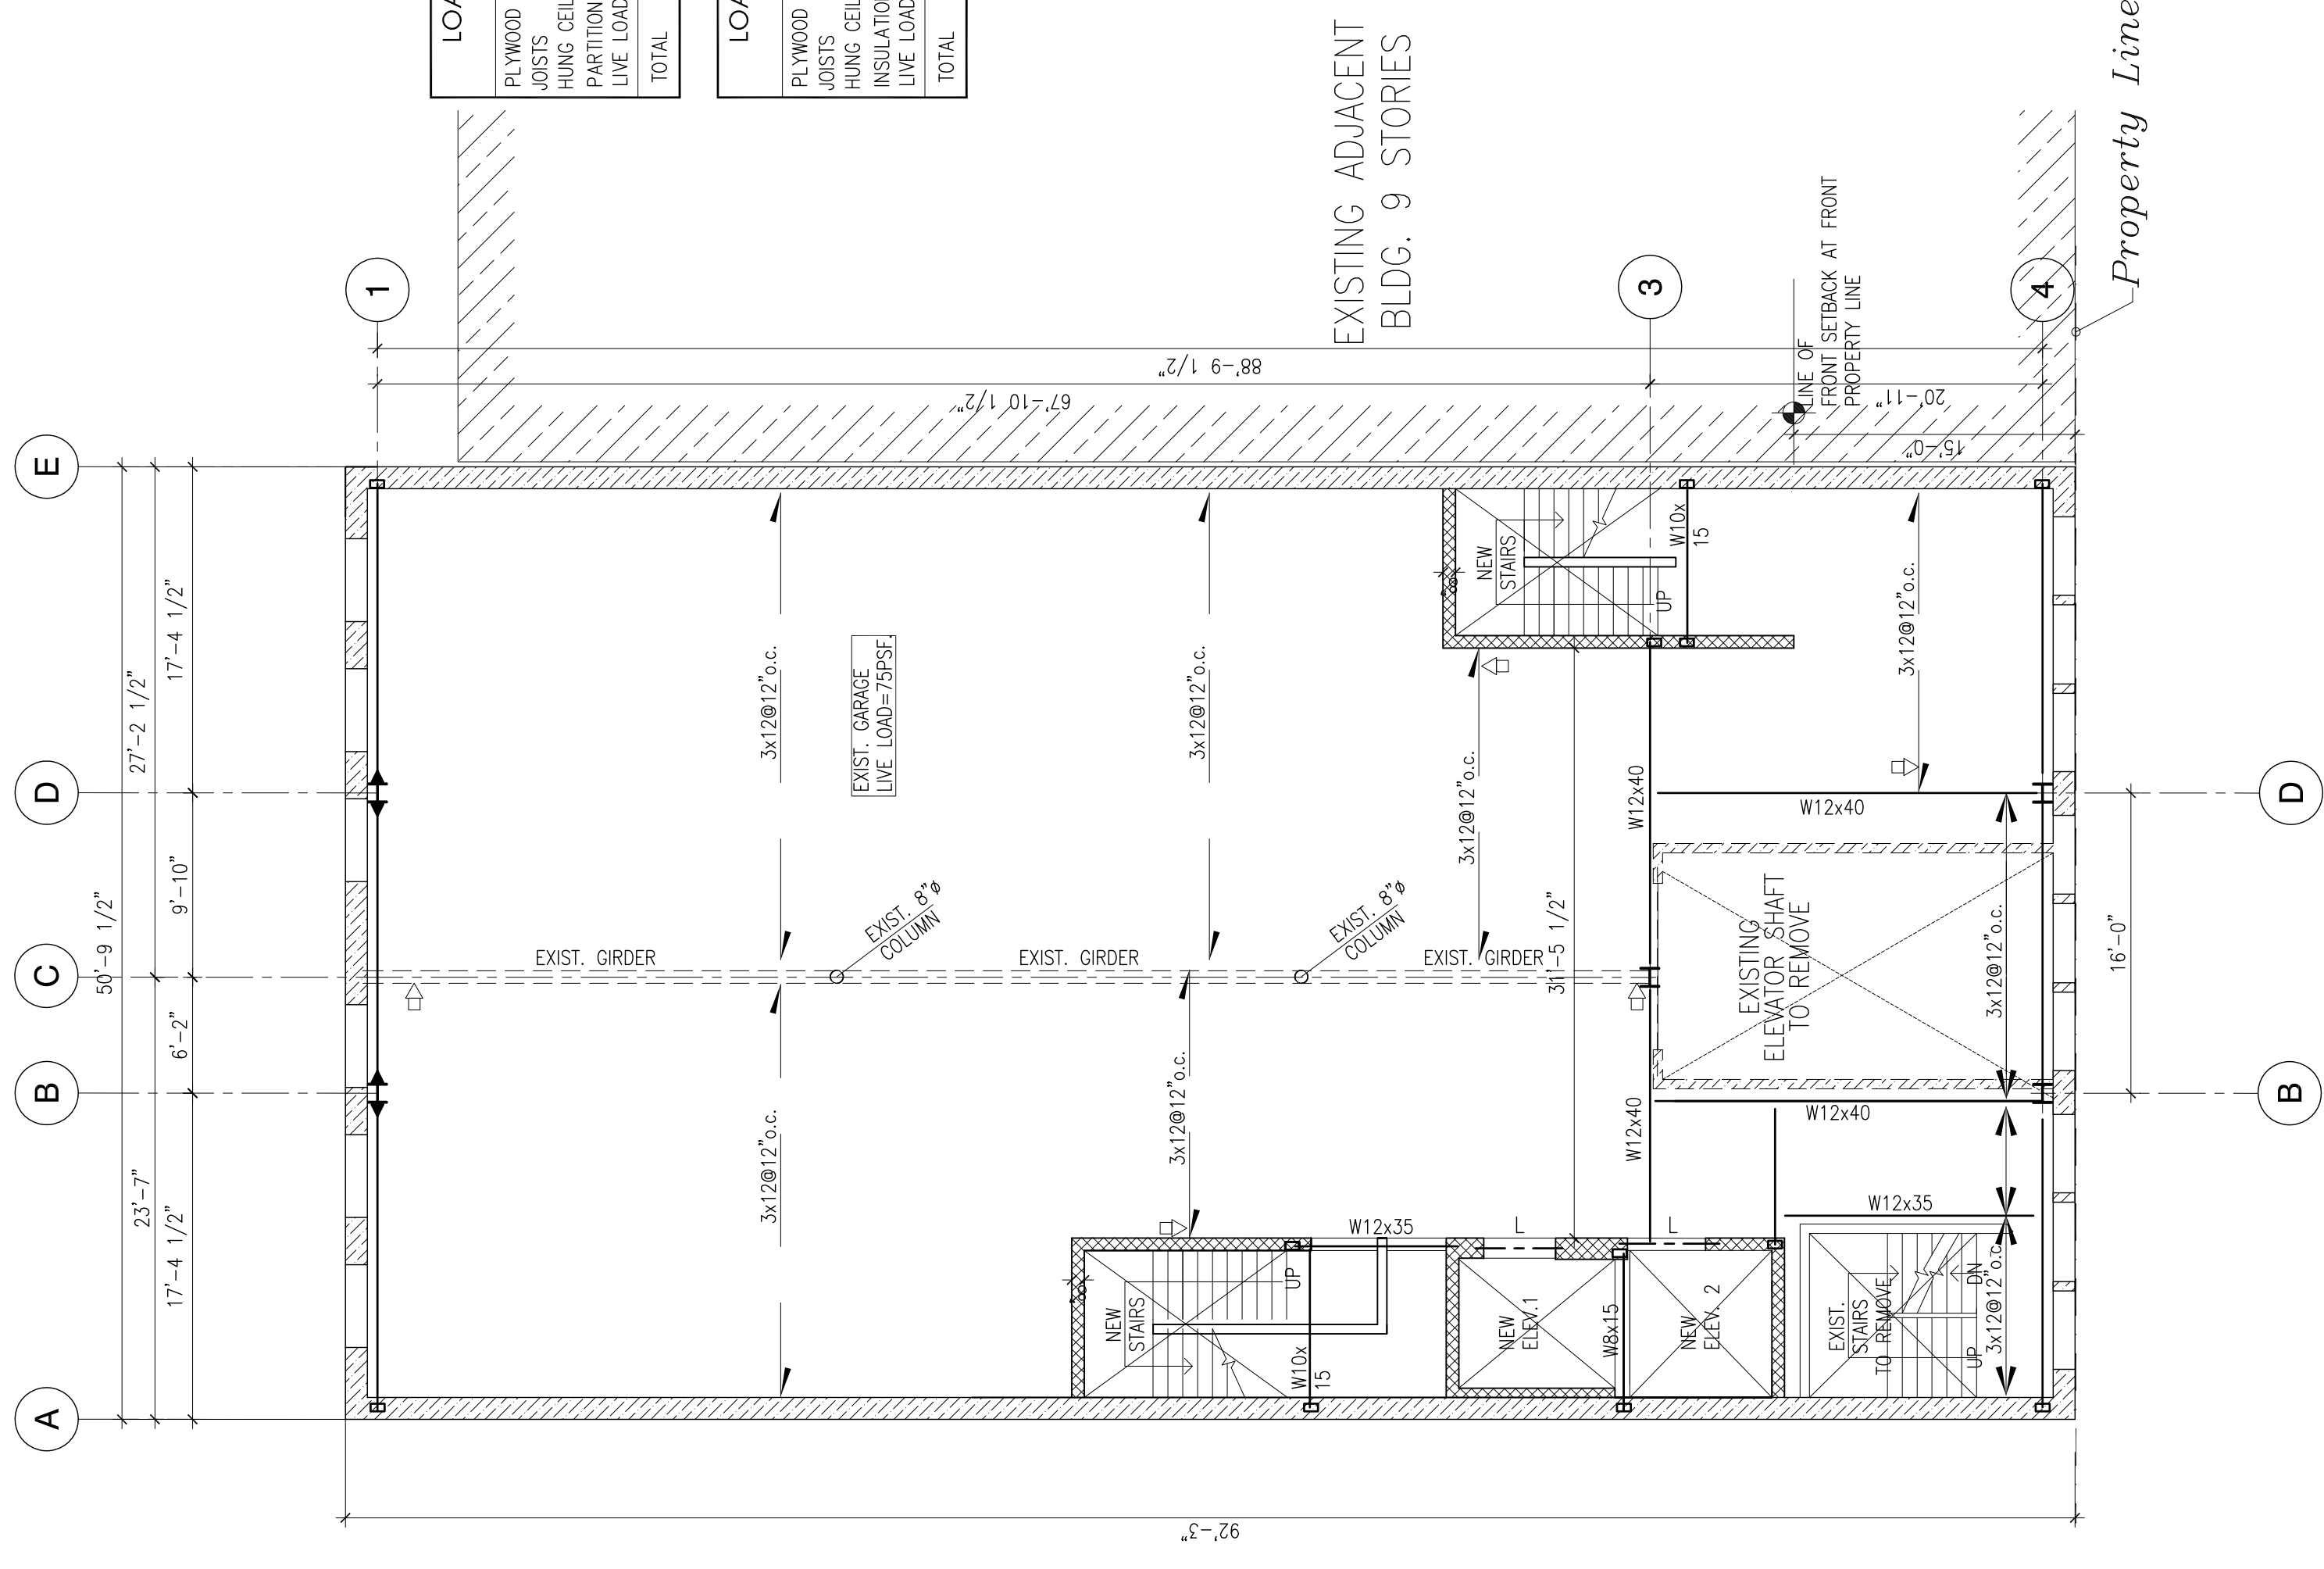 LOA
PLYWOOD
JOISTS
HUNG CEIL
PARTITION
LIVE LOAD
TOTAL
LOA
PLYWOOD
JOISTS
HUNG CEIL
INSULATIO
LIVE LOAD
TOTAL
EXISTING ADJACENT
BLDG. 9 STORIES
Property Line
1
3
4
88'-9 1/2"
67'-10 1/2"
20'-11"
15'-0"
LINE OF
FRONT SETBACK AT FRONT
PROPERTY LINE
E
D
C
B
A
50'-9 1/2"
27'-2 1/2"
23'-7"
17'-4 1/2"
9'-10"
6'-2"
17'-4 1/2"
3x12@12"o.c.
EXIST. GARAGE
LIVE LOAD=75PSF.
3x12@12"o.c.
8"
NEW
STAIRS
UP
W10x
15
3x12@12"o.c.
3x12@12"o.c.
W12x40
W12x40
D
EXIST. GIRDER
EXIST. 8"ø
COLUMN
EXIST. GIRDER
EXIST. 8"ø
COLUMN
EXIST. GIRDER
31'-5 1/2"
EXISTING
ELEVATOR SHAFT
TO REMOVE
3x12@12"o.c.
16'-0"
3x12@12"o.c.
3x12@12"o.c.
W12x40
W12x40
B
8"
NEW
STAIRS
UP
W10x
15
W12x35
L
L
NEW
ELEV.1
W8x15
NEW
ELEV. 2
W12x35
EXIST.
STAIRS
TO REMOVE
UP
DN
3x12@12"o.c.
92'-3"